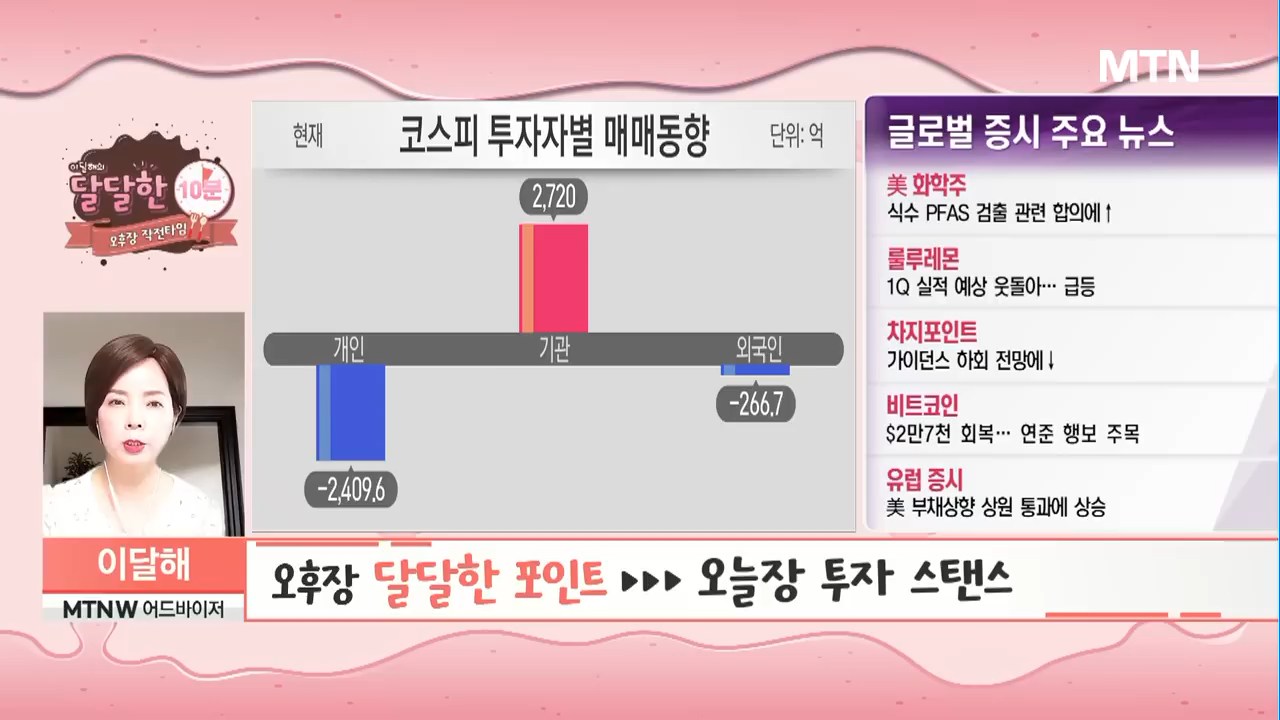 MTN
이달해의
달달한 10분
오후장 작전타임
현재 코스피 투자자별 매매동향 단위: 억
2,720
개인 기관 외국인
-2,409.6
-266.7
글로벌 증시 주요 뉴스
美 화학주
식수 PFAS 검출 관련 합의에↑
룰루레몬
1Q 실적 예상 웃돌아… 급등
차지포인트
가이던스 하회 전망에↓
비트코인
$2만7천 회복… 연준 행보 주목
유럽 증시
美 부채상향 상원 통과에 상승
이달해
MTNW 어드바이저
오후장 달달한 포인트 ▶▶▶ 오늘장 투자 스탠스